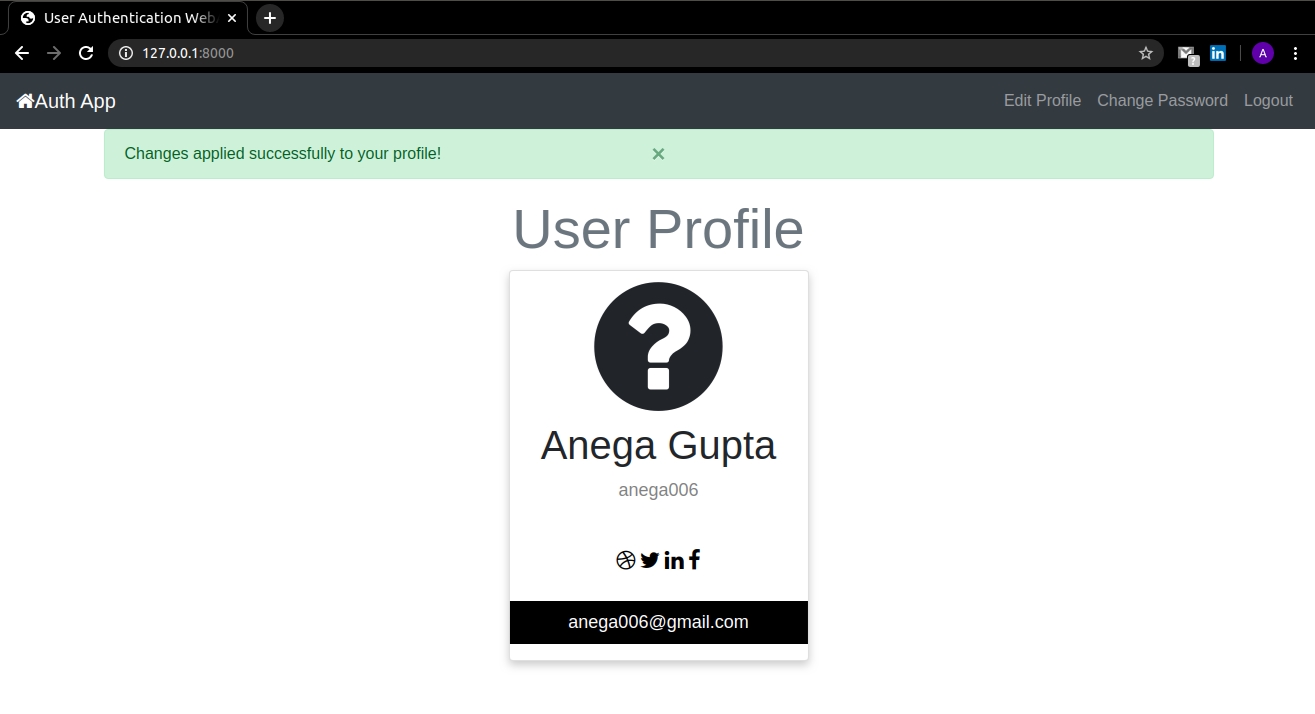 User Authentication Web
127.0.0.1:8000
A
Auth App
Edit Profile Change Password Logout
Changes applied successfully to your profile! ×
User Profile
?
Anega Gupta
anega006
anega006@gmail.com